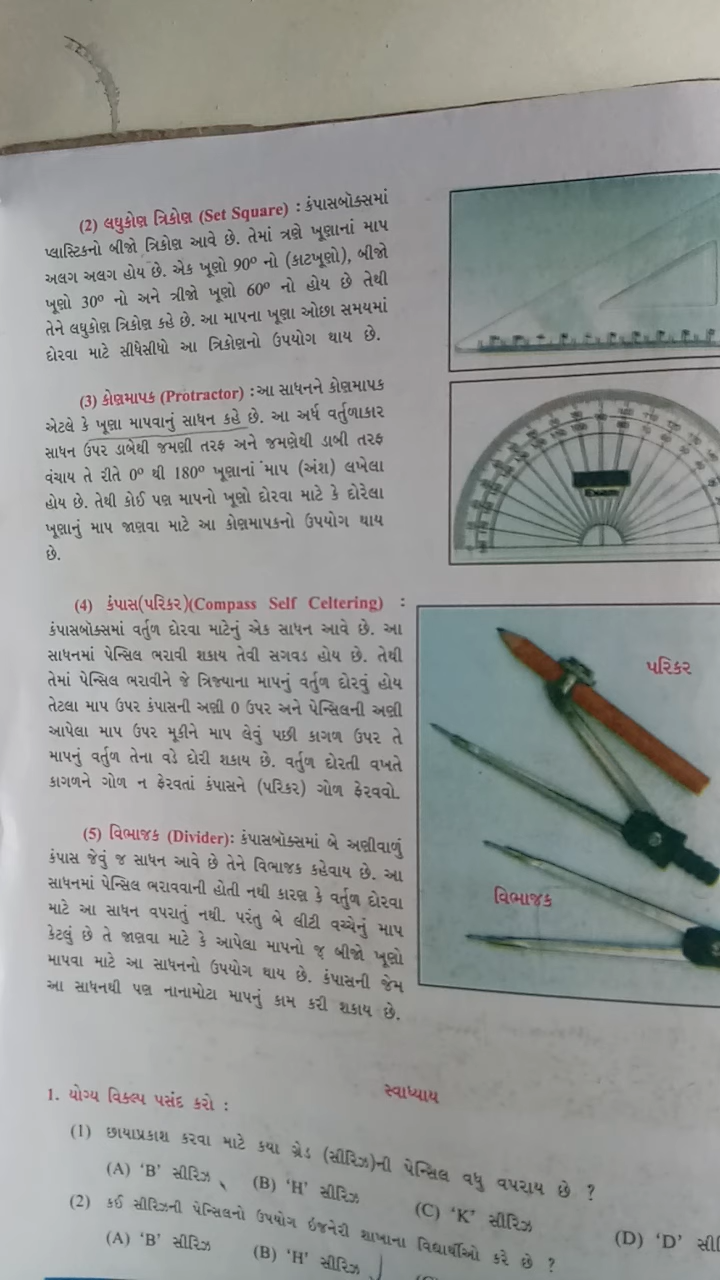 (2) લઘુકોણ ત્રિકોણ (Set Square) : કંપાસબૉક્સમાં
પ્લાસ્ટિકનો બીજો ત્રિકોણ આવે છે. તેમાં ત્રણે ખૂણાનાં માપ
અલગ અલગ હોય છે. એક ખૂણો 90° નો (કાટખૂણો), બીજો
ખૂણો 30° નો અને ત્રીજો ખૂણો 60° નો હોય છે તેથી
તેને લઘુકોણ ત્રિકોણ કહે છે. આ માપના ખૂણા ઓછા સમયમાં
દોરવા માટે સીધેસીધો આ ત્રિકોણનો ઉપયોગ થાય છે.
(3) કોણમાપક (Protractor) : આ સાધનને કોણમાપક
એટલે કે ખૂણા માપવાનું સાધન કહે છે. આ અર્ધ વર્તુળાકાર
સાધન ઉપર ડાબેથી જમણી તરફ અને જમણેથી ડાબી તરફ
વંચાય તે રીતે 0° થી 180° ખૂણાનાં માપ (અંશ) લખેલા
હોય છે. તેથી કોઈ પણ માપનો ખૂણો દોરવા માટે કે દોરેલા
ખૂણાનું માપ જાણવા માટે આ કોણમાપકનો ઉપયોગ થાય
છે.
Exam
(4) કંપાસ(પરિકર)(Compass Self Celtering) :
કંપાસબૉક્સમાં વર્તુળ દોરવા માટેનું એક સાધન આવે છે. આ
સાધનમાં પેન્સિલ ભરાવી શકાય તેવી સગવડ હોય છે. તેથી
તેમાં પેન્સિલ ભરાવીને જે ત્રિજ્યાના માપનું વર્તુળ દોરવું હોય
તેટલા માપ ઉપર કંપાસની અણી 0 ઉપર અને પેન્સિલની અણી
આપેલા માપ ઉપર મૂકીને માપ લેવું પછી કાગળ ઉપર તે
માપનું વર્તુળ તેના વડે દોરી શકાય છે. વર્તુળ દોરતી વખતે
કાગળને ગોળ ન ફેરવતાં કંપાસને (પરિકર) ગોળ ફેરવવો.
પરિકર
(5) વિભાજક (Divider): કંપાસબૉક્સમાં બે અણીવાળું
કંપાસ જેવું જ સાધન આવે છે તેને વિભાજક કહેવાય છે. આ
સાધનમાં પેન્સિલ ભરાવવાની હોતી નથી કારણ કે વર્તુળ દોરવા
માટે આ સાધન વપરાતું નથી. પરંતુ બે લીટી વચ્ચેનું માપ
કેટલું છે તે જાણવા માટે કે આપેલા માપનો જ બીજો ખૂણો
માપવા માટે આ સાધનનો ઉપયોગ થાય છે. કંપાસની જેમ
આ સાધનથી પણ નાનામોટા માપનું કામ કરી શકાય છે.
વિભાજક
સ્વાધ્યાય
1. યોગ્ય વિકલ્પ પસંદ કરો :
(1) છાયાપ્રકાશ કરવા માટે કયા ગ્રેડ (સીરિઝ)ની પેન્સિલ વધુ વપરાય છે ?
(A) 'B' સીરિઝ (B) 'H' સીરિઝ (C) 'K' સીરિઝ (D) 'D'
(2) કઈ સીરિઝની પેન્સિલનો ઉપયોગ ઇજનેરી શાખાના વિદ્યાર્થીઓ કરે છે ?
(A) 'B' સીરિઝ (B) 'H' સીરિઝ